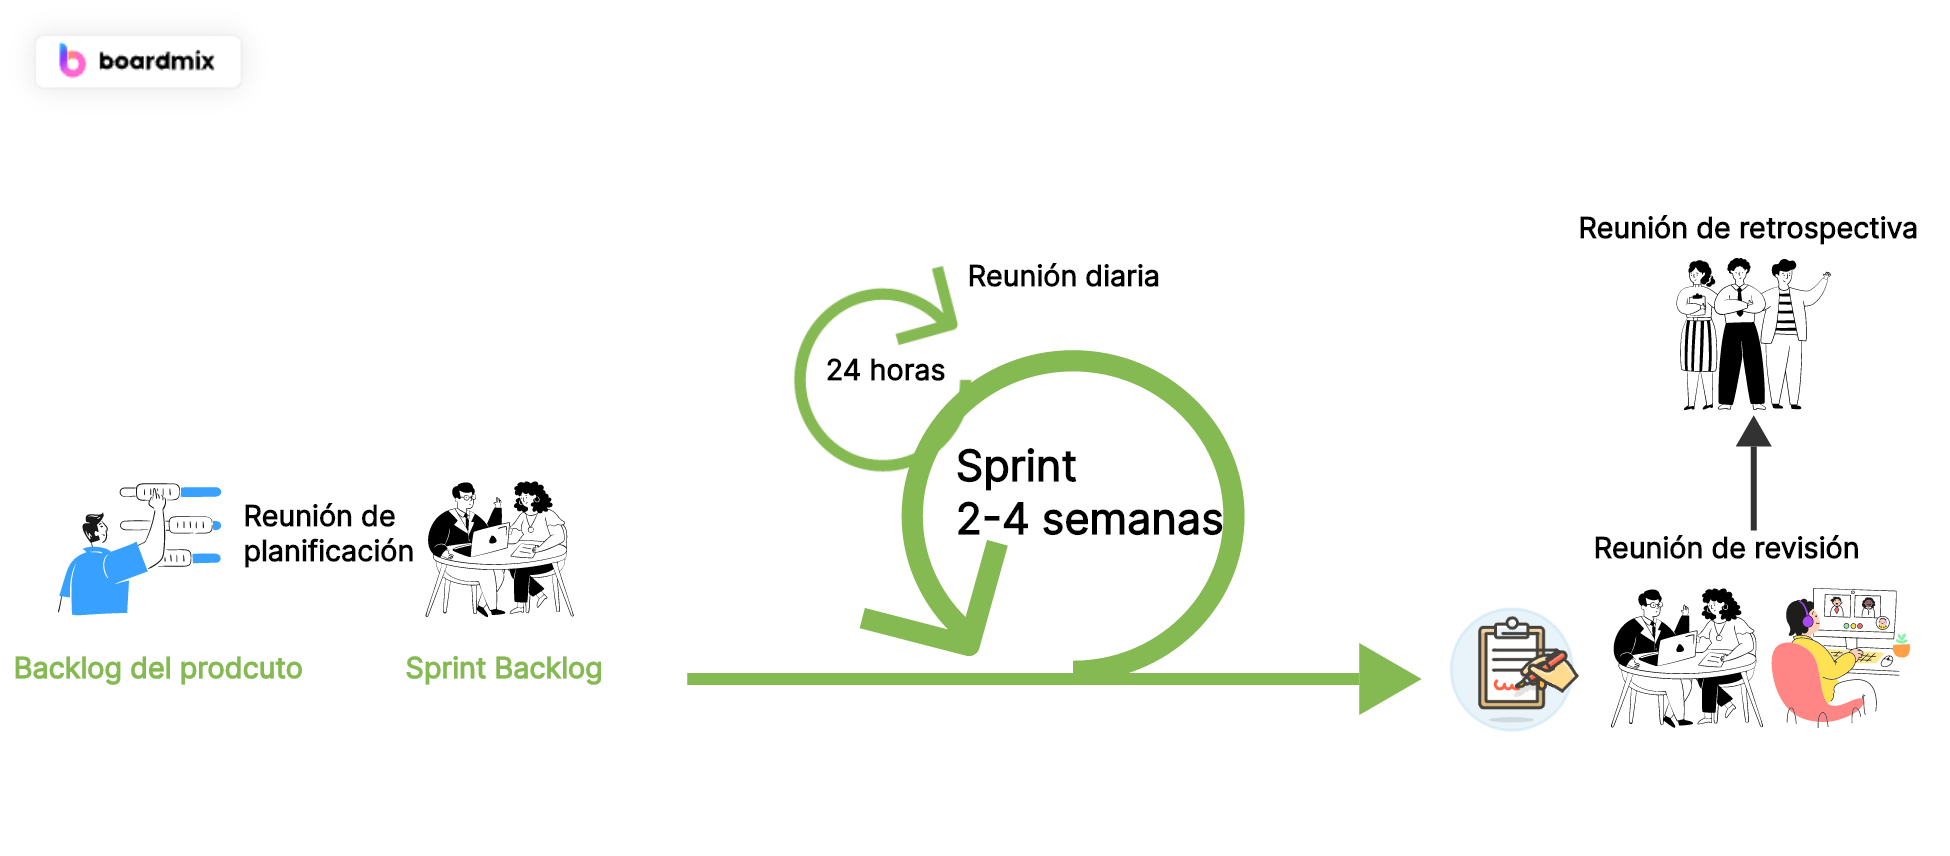 boardmix
Reunión de retrospectiva
Reunión diaria
24 horas
Sprint
2-4 semanas
Reunión de
planificación
Reunión de revisión
Backlog del prodcuto
Sprint Backlog